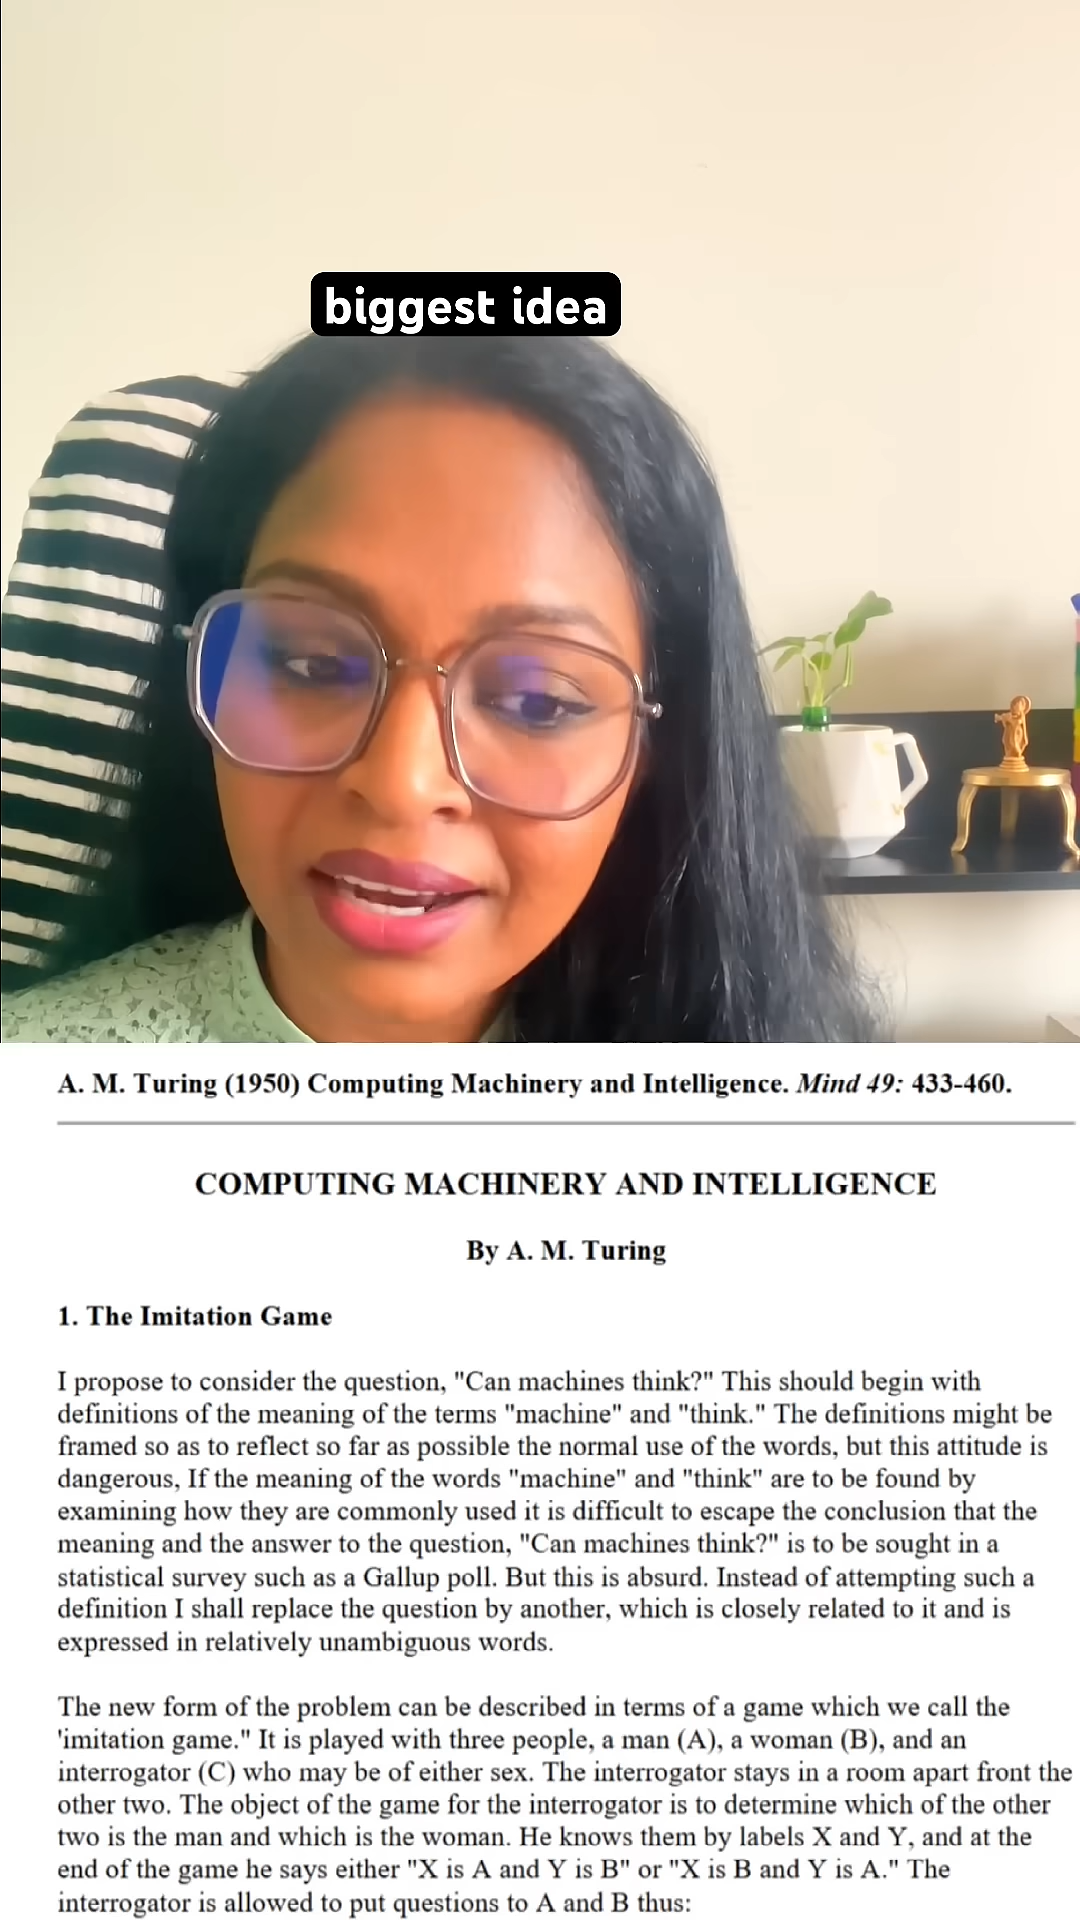 biggest idea
A. M. Turing (1950) Computing Machinery and Intelligence. Mind 49: 433-460.
COMPUTING MACHINERY AND INTELLIGENCE
By A. M. Turing
1. The Imitation Game
I propose to consider the question, "Can machines think?" This should begin with
definitions of the meaning of the terms "machine" and "think." The definitions might be
framed so as to reflect so far as possible the normal use of the words, but this attitude is
dangerous, If the meaning of the words "machine" and "think" are to be found by
examining how they are commonly used it is difficult to escape the conclusion that the
meaning and the answer to the question, "Can machines think?" is to be sought in a
statistical survey such as a Gallup poll. But this is absurd. Instead of attempting such a
definition I shall replace the question by another, which is closely related to it and is
expressed in relatively unambiguous words.
The new form of the problem can be described in terms of a game which we call the
'imitation game." It is played with three people, a man (A), a woman (B), and an
interrogator (C) who may be of either sex. The interrogator stays in a room apart front the
other two. The object of the game for the interrogator is to determine which of the other
two is the man and which is the woman. He knows them by labels X and Y, and at the
end of the game he says either "X is A and Y is B" or "X is B and Y is A." The
interrogator is allowed to put questions to A and B thus: